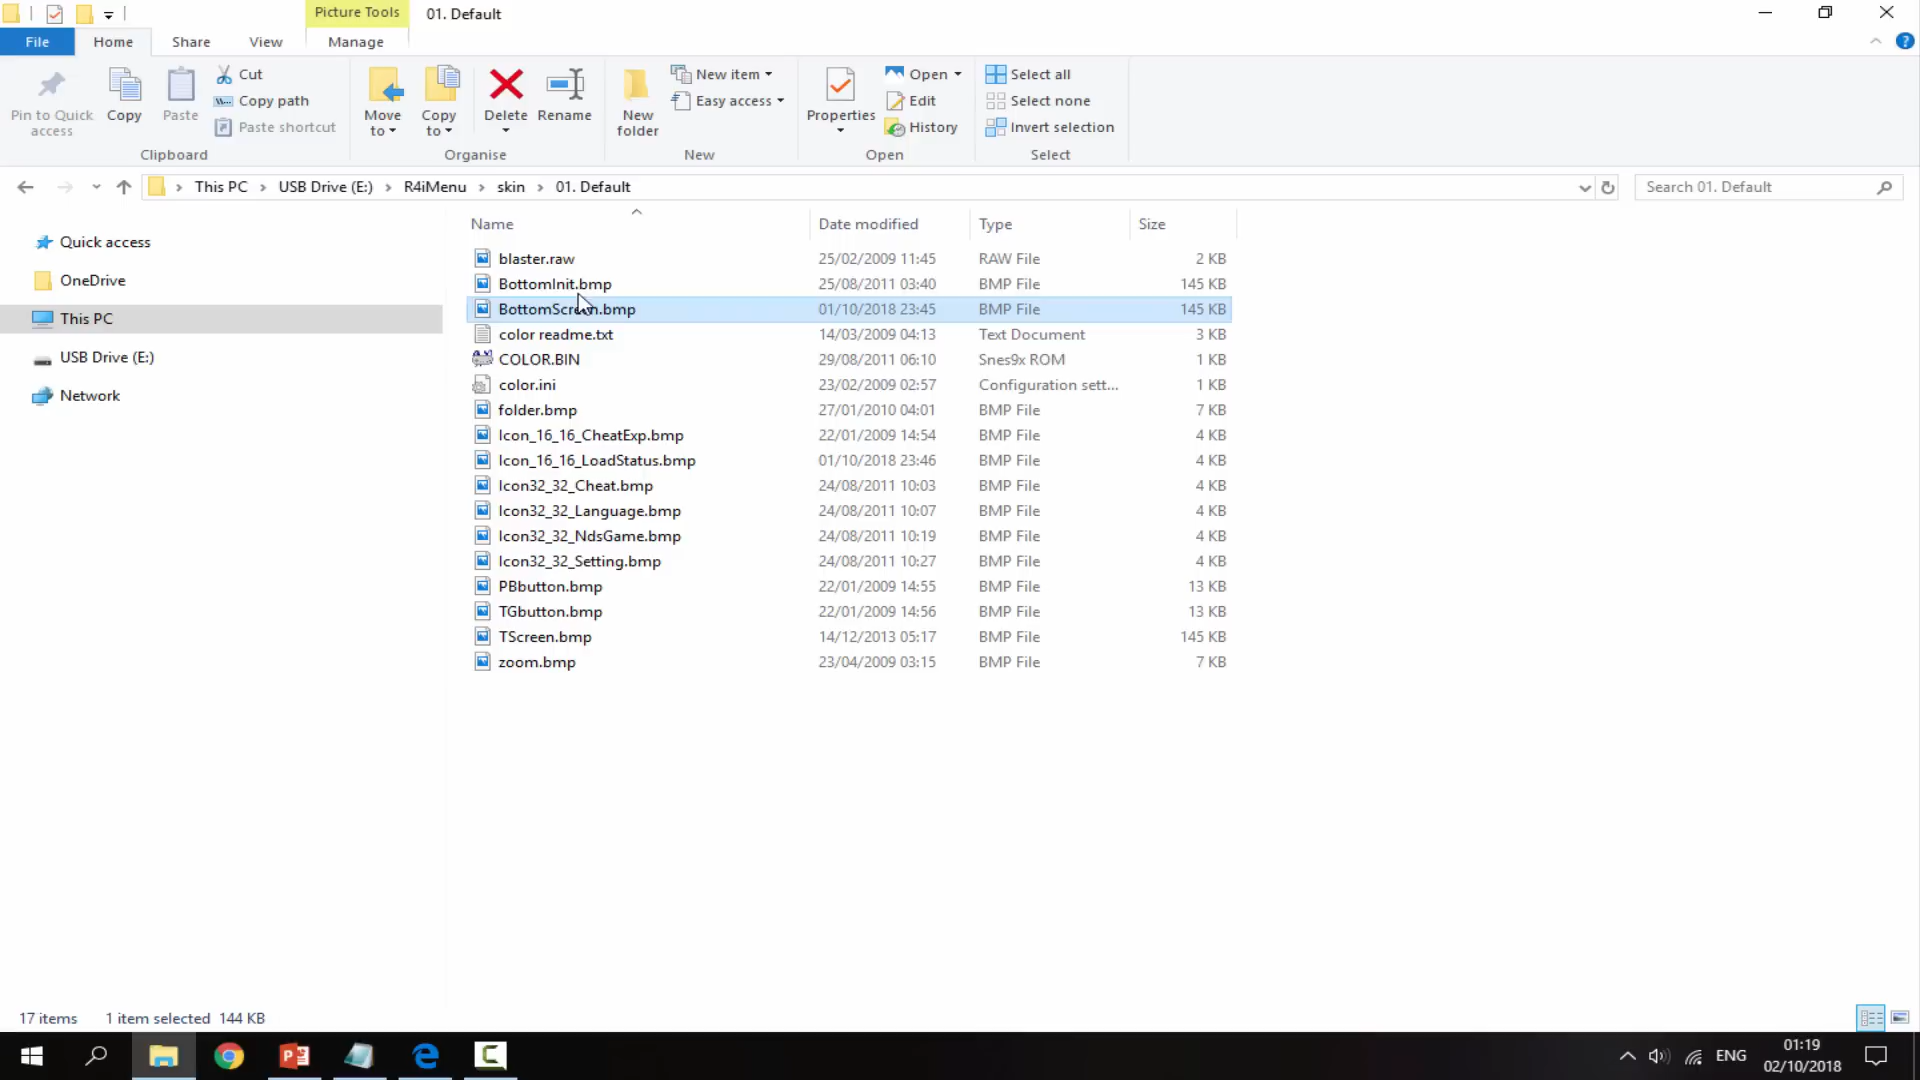 Picture Tools
01. Default
File
Home
Share
View
Manage
Pin to Quick access
Copy
Paste
Cut
Copy path
Paste shortcut
Clipboard
Move to
Copy to
Delete
Rename
Organise
New folder
New item
Easy access
New
Properties
Open
Edit
History
Open
Select all
Select none
Invert selection
Select
This PC > USB Drive (E:) > R4iMenu > skin > 01. Default
Search 01. Default
Quick access
OneDrive
This PC
USB Drive (E:)
Network
Name Date modified Type Size
blaster.raw 25/02/2009 11:45 RAW File 2 KB
BottomInit.bmp 25/08/2011 03:40 BMP File 145 KB
BottomScreen.bmp 01/10/2018 23:45 BMP File 145 KB
color readme.txt 14/03/2009 04:13 Text Document 3 KB
COLOR.BIN 29/08/2011 06:10 Snes9x ROM 1 KB
color.ini 23/02/2009 02:57 Configuration sett... 1 KB
folder.bmp 27/01/2010 04:01 BMP File 7 KB
Icon_16_16_CheatExp.bmp 22/01/2009 14:54 BMP File 4 KB
Icon_16_16_LoadStatus.bmp 01/10/2018 23:46 BMP File 4 KB
Icon32_32_Cheat.bmp 24/08/2011 10:03 BMP File 4 KB
Icon32_32_Language.bmp 24/08/2011 10:07 BMP File 4 KB
Icon32_32_NdsGame.bmp 24/08/2011 10:19 BMP File 4 KB
Icon32_32_Setting.bmp 24/08/2011 10:27 BMP File 4 KB
PBbutton.bmp 22/01/2009 14:55 BMP File 13 KB
TGbutton.bmp 22/01/2009 14:56 BMP File 13 KB
TScreen.bmp 14/12/2013 05:17 BMP File 145 KB
zoom.bmp 23/04/2009 03:15 BMP File 7 KB
17 items 1 item selected 144 KB
ENG
01:19
02/10/2018